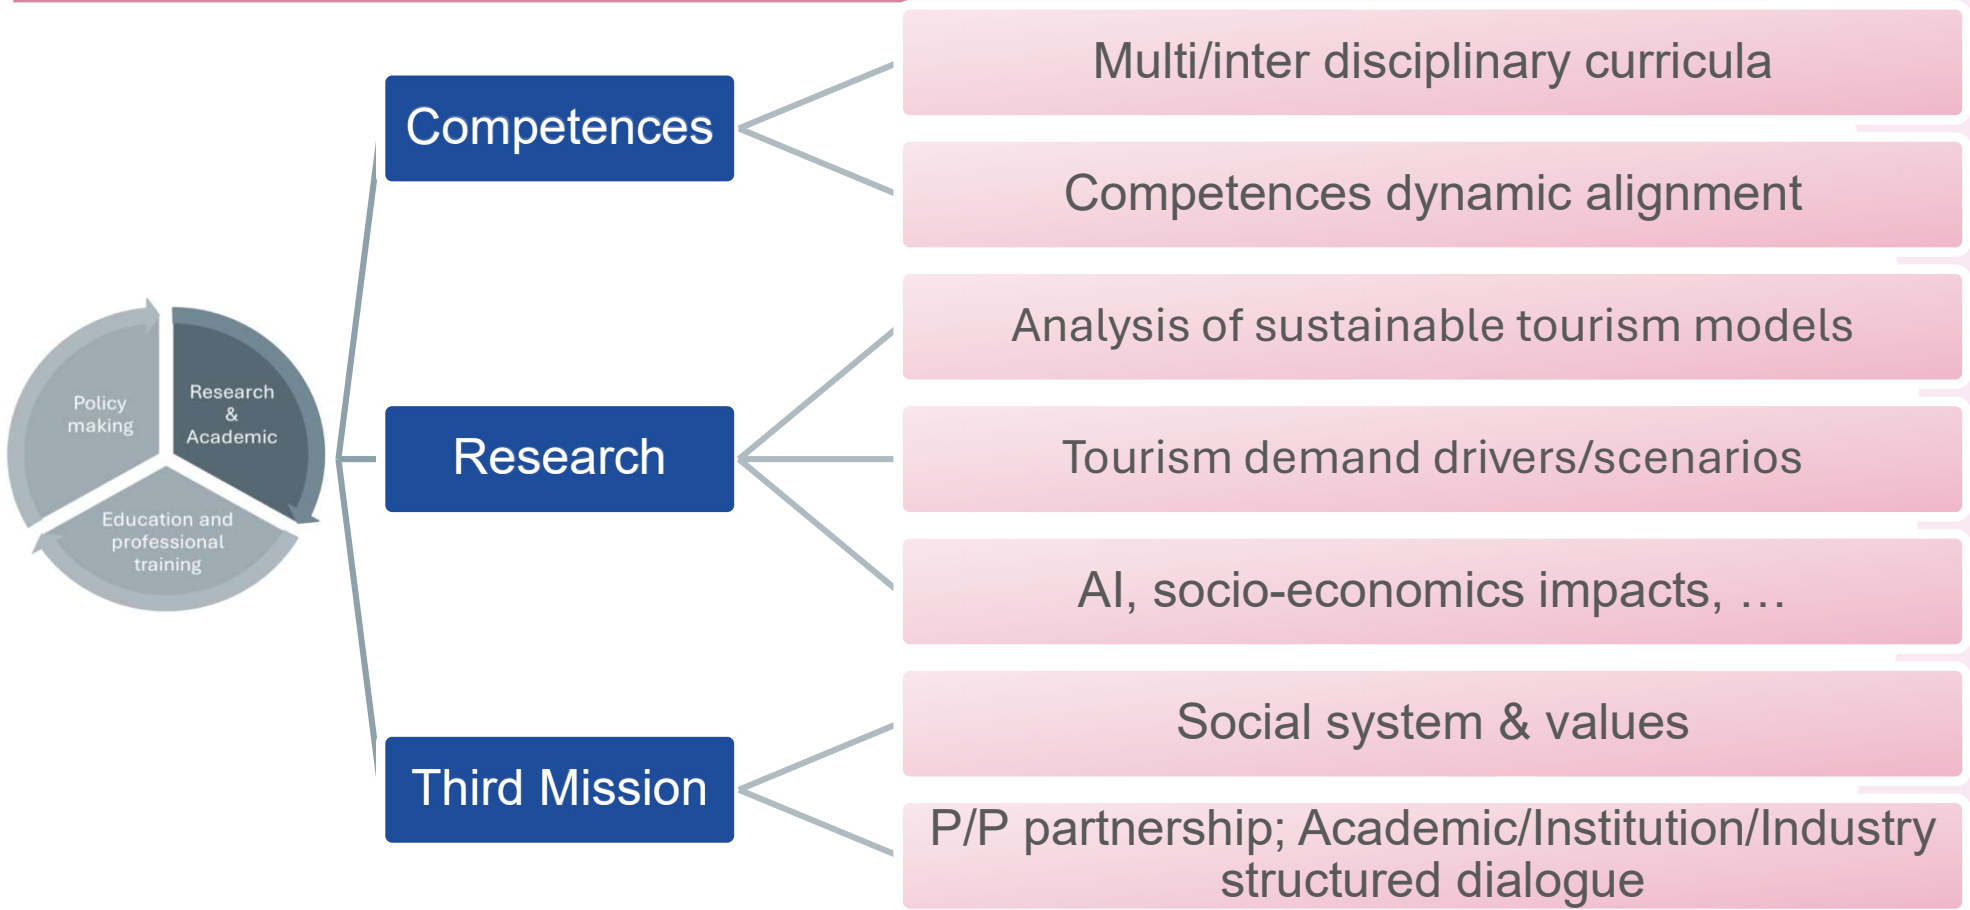 Policy
making
Research
&
Academic
Education and
professional
training
Competences
Multi/inter disciplinary curricula
Competences dynamic alignment
Research
Analysis of sustainable tourism models
Tourism demand drivers/scenarios
AI, socio-economics impacts, …
Third Mission
Social system & values
P/P partnership; Academic/Institution/Industry
structured dialogue